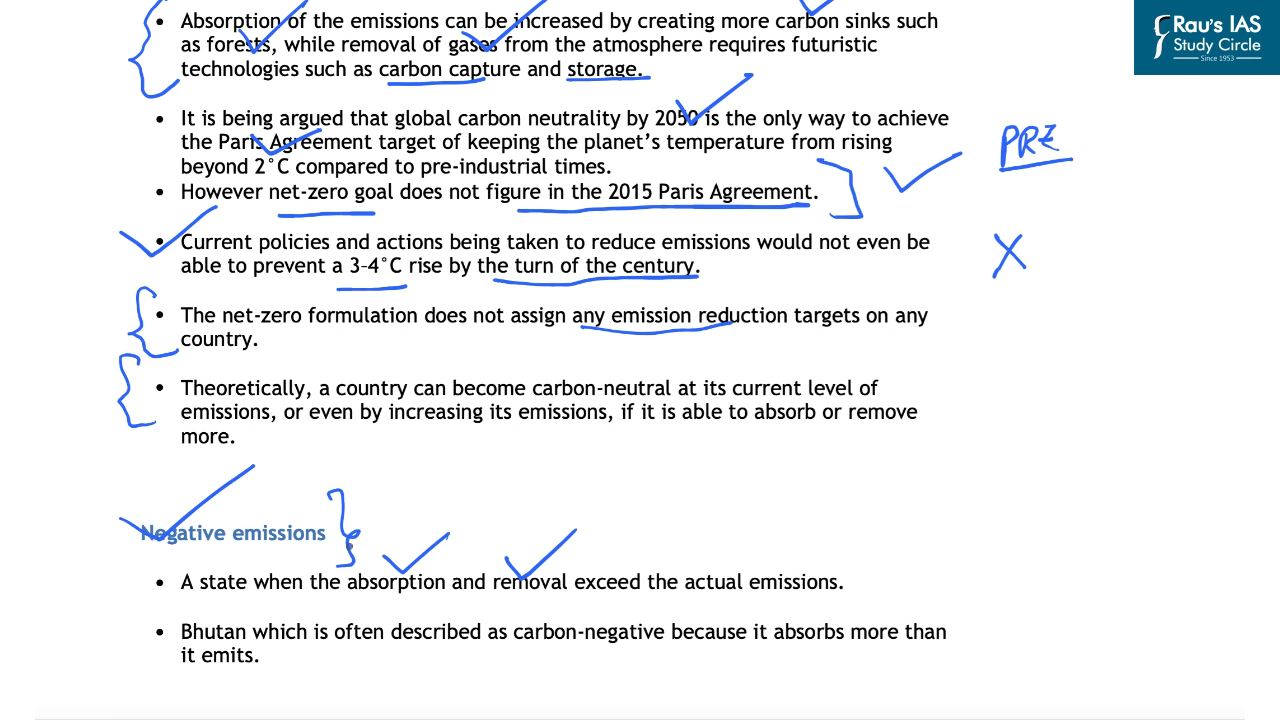 • Absorption of the emissions can be increased by creating more carbon sinks such
as forests, while removal of gases from the atmosphere requires futuristic
technologies such as carbon capture and storage.
• It is being argued that global carbon neutrality by 2050 is the only way to achieve
the Paris Agreement target of keeping the planet's temperature from rising
beyond 2°C compared to pre-industrial times.
• However net-zero goal does not figure in the 2015 Paris Agreement.
• Current policies and actions being taken to reduce emissions would not even be
able to prevent a 3–4°C rise by the turn of the century.
• The net-zero formulation does not assign any emission reduction targets on any
country.
• Theoretically, a country can become carbon-neutral at its current level of
emissions, or even by increasing its emissions, if it is able to absorb or remove
more.
Negative emissions
• A state when the absorption and removal exceed the actual emissions.
• Bhutan which is often described as carbon-negative because it absorbs more than
it emits.
PRE
X
Rau's IAS
Study Circle
Since 1953